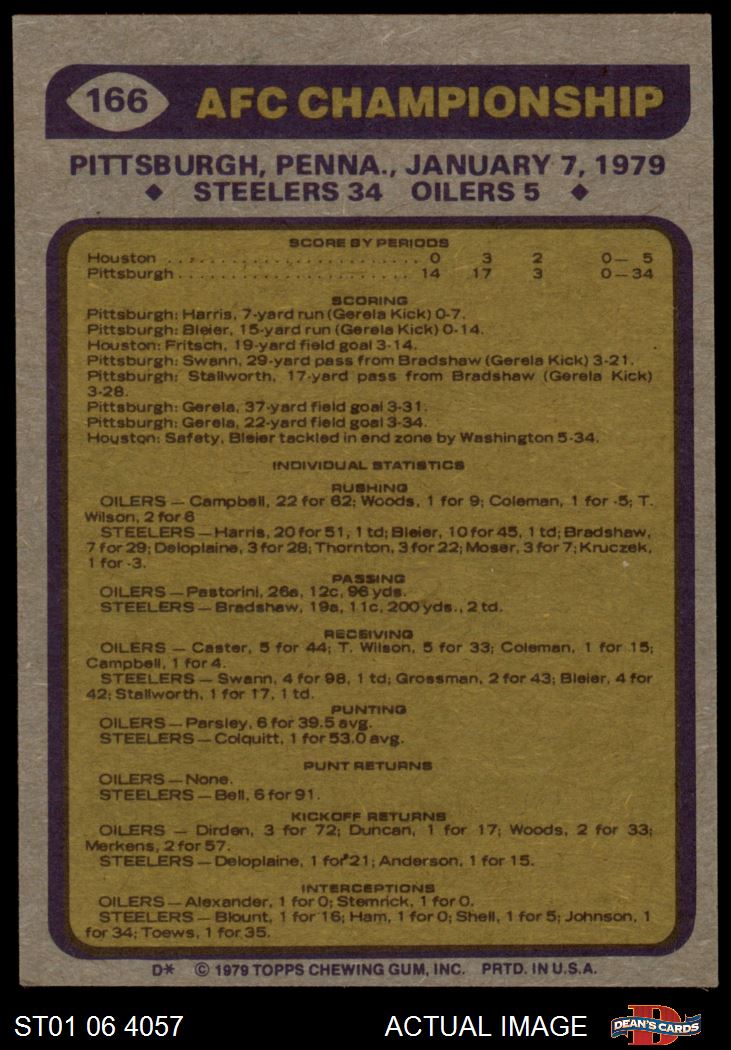 166 AFC CHAMPIONSHIP
PITTSBURGH, PENNA., JANUARY 7, 1979
◆ STEELERS 34 OILERS 5 ◆
SCORE BY PERIODS
Houston . . . . . . . . . . . . . . . . . . . . . . . 0 3 2 0— 5
Pittsburgh . . . . . . . . . . . . . . . . . . . . . . 14 17 3 0—34
SCORING
Pittsburgh: Harris, 7-yard run (Gerela Kick) 0-7.
Pittsburgh: Bleier, 15-yard run (Gerela Kick) 0-14.
Houston: Fritsch, 19-yard field goal 3-14.
Pittsburgh: Swann, 29-yard pass from Bradshaw (Gerela Kick) 3-21.
Pittsburgh: Stallworth, 17-yard pass from Bradshaw (Gerela Kick)
3-28.
Pittsburgh: Gerela, 37-yard field goal 3-31.
Pittsburgh: Gerela, 22-yard field goal 3-34.
Houston: Safety, Bleier tackled in end zone by Washington 5-34.
INDIVIDUAL STATISTICS
RUSHING
OILERS — Campbell, 22 for 62; Woods, 1 for 9; Coleman, 1 for -5; T.
Wilson, 2 for 6
STEELERS — Harris, 20 for 51, 1 td; Bleier, 10 for 45, 1 td; Bradshaw,
7 for 29; Deloplaine, 3 for 28; Thornton, 3 for 22; Moser, 3 for 7; Kruczek,
1 for -3.
PASSING
OILERS — Pastorini, 26a, 12c, 96 yds.
STEELERS — Bradshaw, 19a, 11c, 200 yds., 2 td.
RECEIVING
OILERS — Caster, 5 for 44; T. Wilson, 5 for 33; Coleman, 1 for 15;
Campbell, 1 for 4.
STEELERS — Swann, 4 for 98, 1 td; Grossman, 2 for 43; Bleier, 4 for
42; Stallworth, 1 for 17, 1 td.
PUNTING
OILERS — Parsley, 6 for 39.5 avg.
STEELERS — Colquitt, 1 for 53.0 avg.
PUNT RETURNS
OILERS — None.
STEELERS — Bell, 6 for 91.
KICKOFF RETURNS
OILERS — Dirden, 3 for 72; Duncan, 1 for 17; Woods, 2 for 33;
Merkens, 2 for 57.
STEELERS — Deloplaine, 1 for 21; Anderson, 1 for 15.
INTERCEPTIONS
OILERS — Alexander, 1 for 0; Stemrick, 1 for 0.
STEELERS — Blount, 1 for 16; Ham, 1 for 0; Shell, 1 for 5; Johnson, 1
for 34; Toews, 1 for 35.
D* © 1979 TOPPS CHEWING GUM, INC. PRTD. IN U.S.A.
ST01 06 4057 ACTUAL IMAGE D DEAN'S CARDS